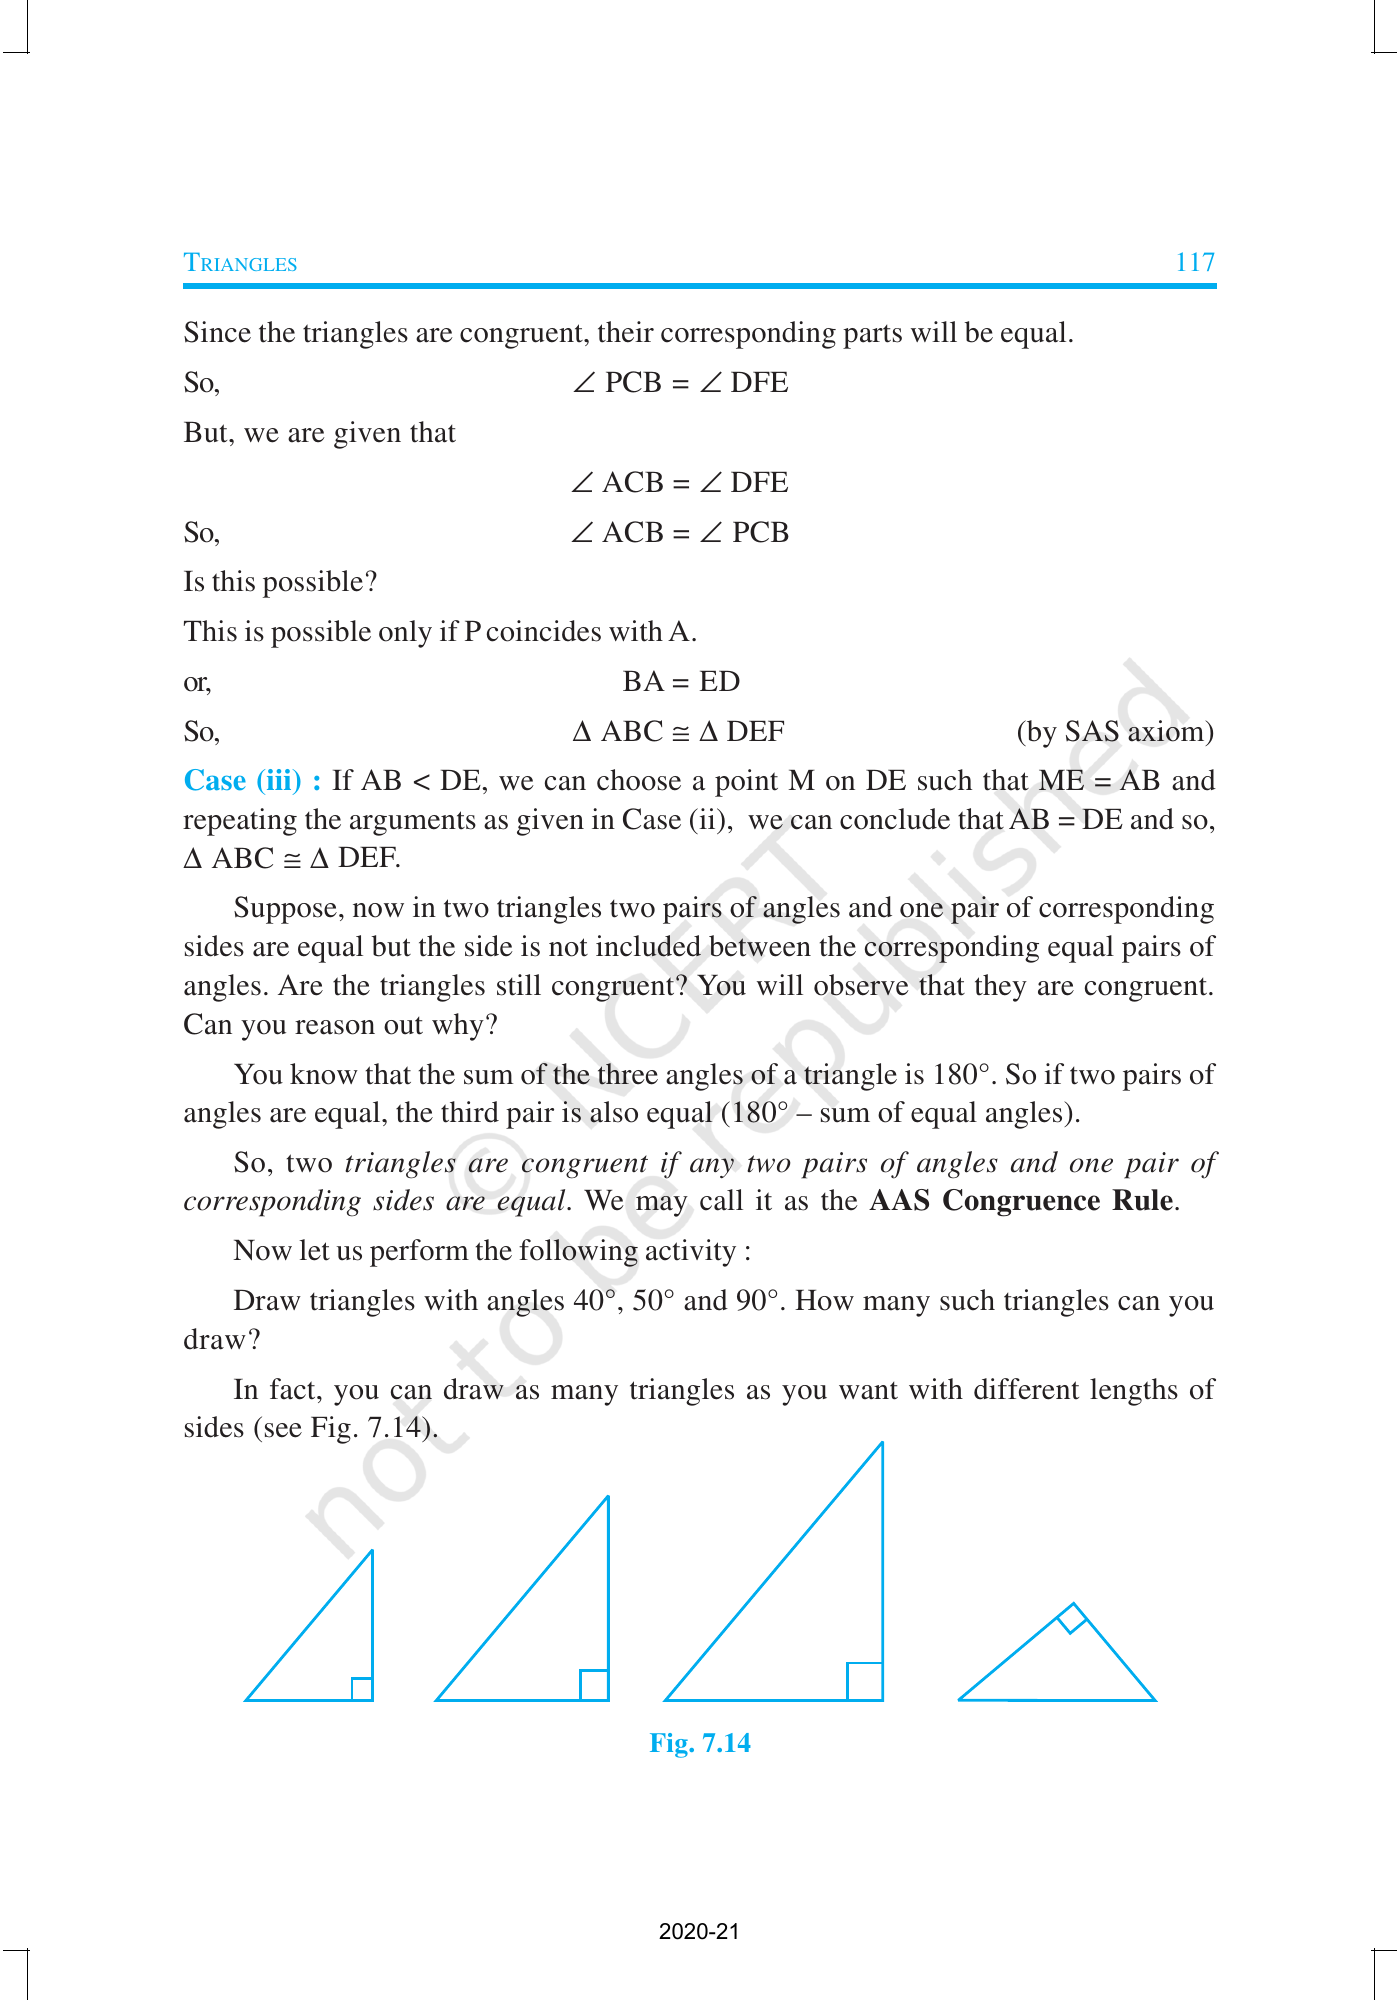 TRIANGLES 117
Since the triangles are congruent, their corresponding parts will be equal.
So, ∠ PCB = ∠ DFE
But, we are given that
∠ ACB = ∠ DFE
So, ∠ ACB = ∠ PCB
Is this possible?
This is possible only if P coincides with A.
or, BA = ED
So, Δ ABC ≅ Δ DEF (by SAS axiom)
Case (iii) : If AB < DE, we can choose a point M on DE such that ME = AB and
repeating the arguments as given in Case (ii), we can conclude that AB = DE and so,
Δ ABC ≅ Δ DEF.
Suppose, now in two triangles two pairs of angles and one pair of corresponding
sides are equal but the side is not included between the corresponding equal pairs of
angles. Are the triangles still congruent? You will observe that they are congruent.
Can you reason out why?
You know that the sum of the three angles of a triangle is 180°. So if two pairs of
angles are equal, the third pair is also equal (180° – sum of equal angles).
So, two triangles are congruent if any two pairs of angles and one pair of
corresponding sides are equal. We may call it as the AAS Congruence Rule.
Now let us perform the following activity :
Draw triangles with angles 40°, 50° and 90°. How many such triangles can you
draw?
In fact, you can draw as many triangles as you want with different lengths of
sides (see Fig. 7.14).
Fig. 7.14
© NCERT
not to be republished
2020-21